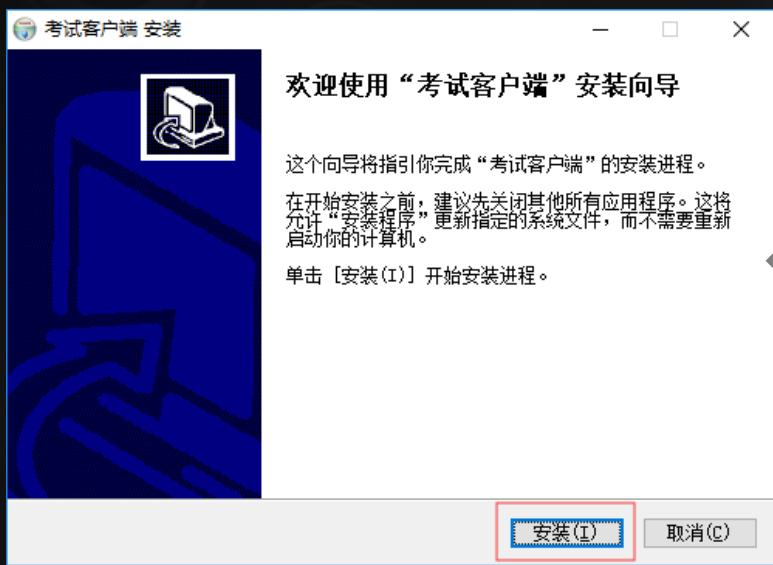 考试客户端 安装
欢迎使用“考试客户端”安装向导
这个向导将指引你完成“考试客户端”的安装进程。
在开始安装之前，建议先关闭其他所有应用程序。这将
允许“安装程序”更新指定的系统文件，而不需要重新
启动你的计算机。
单击 [安装(I)] 开始安装进程。
安装(I)
取消(C)